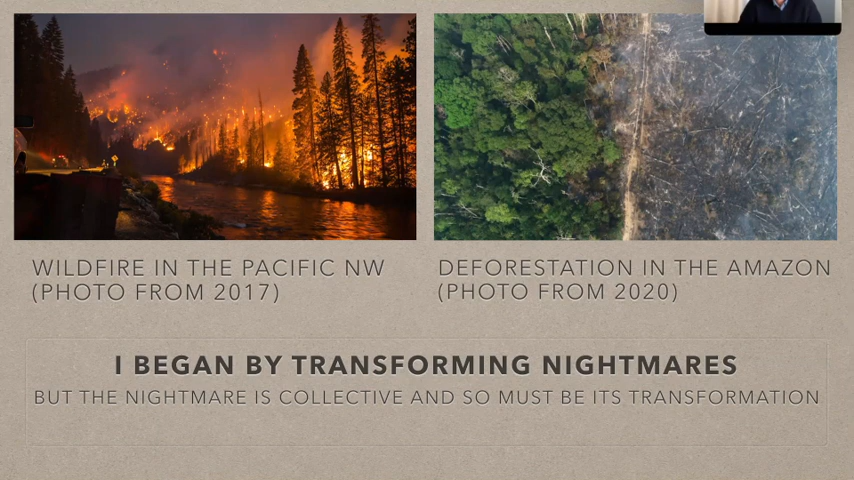 WILDFIRE IN THE PACIFIC NW
(PHOTO FROM 2017)
DEFORESTATION IN THE AMAZON
(PHOTO FROM 2020)
I BEGAN BY TRANSFORMING NIGHTMARES
BUT THE NIGHTMARE IS COLLECTIVE AND SO MUST BE ITS TRANSFORMATION